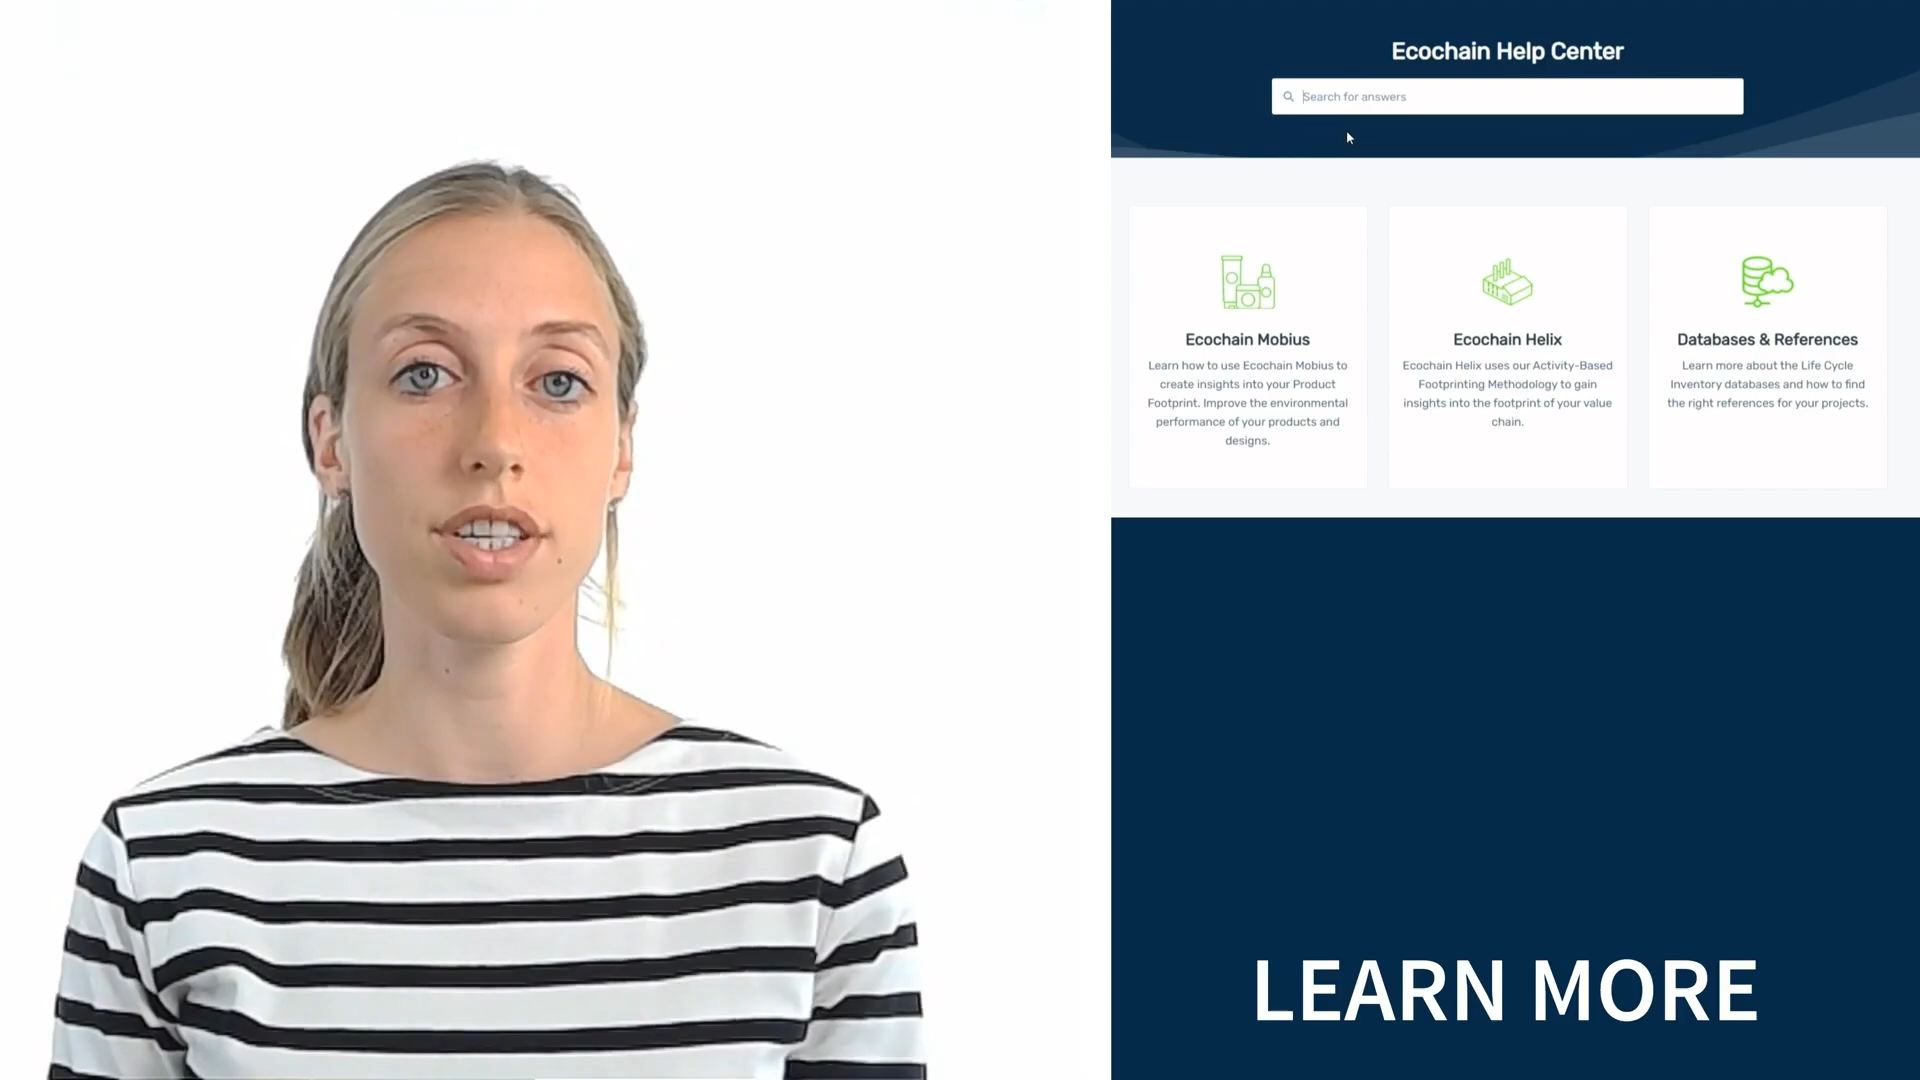 Ecochain Help Center
Search for answers
Ecochain Mobius
Learn how to use Ecochain Mobius to
create insights into your Product
Footprint. Improve the environmental
performance of your products and
designs.
Ecochain Helix
Ecochain Helix uses our Activity-Based
Footprinting Methodology to gain
insights into the footprint of your value
chain.
Databases & References
Learn more about the Life Cycle
Inventory databases and how to find
the right references for your projects.
LEARN MORE